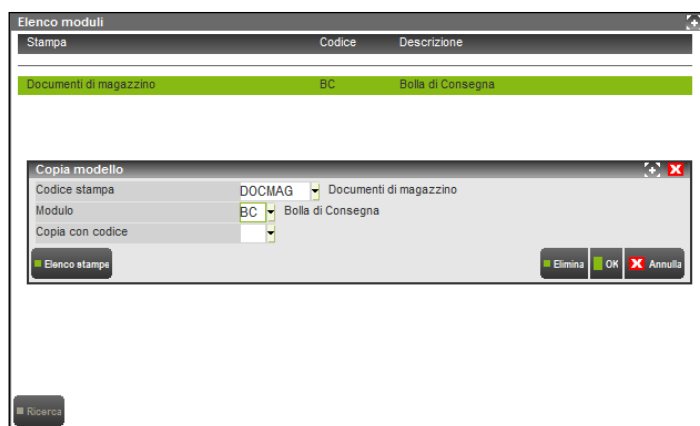 Elenco moduli
Stampa Codice Descrizione
Documenti di magazzino BC Bolla di Consegna
Copia modello
Codice stampa DOCMAG Documenti di magazzino
Modulo BC Bolla di Consegna
Copia con codice
Elenco stampe Elimina OK Annulla
Ricerca